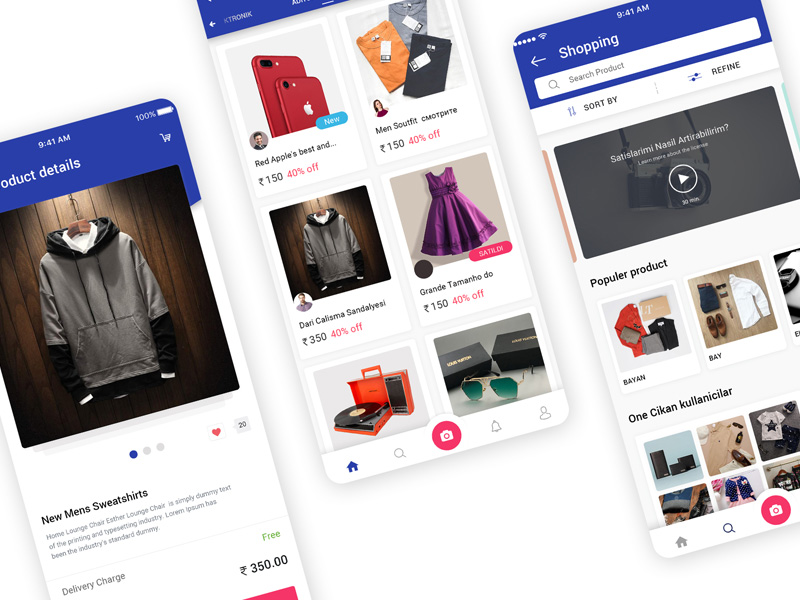 9:41 AM
100%
oduct details
20
New Mens Sweatshirts
Home Lounge Chair Esther Lounge Chair is simply dummy text
of the printing and typesetting industry. Lorem Ipsum has
been the industry's standard dummy.
Free
Delivery Charge
₹ 350.00
KTRONIK
New
Red Apple's best and...
₹ 150 40% off
Men Soutfit смотрите
₹ 150 40% off
Dari Calisma Sandalyesi
₹ 350 40% off
SATILDI
Grande Tamanho do
₹ 150 40% off
LOUIS VUITTON
9:41 AM
Shopping
Search Product
SORT BY
REFINE
Satislarimi Nasil Artirabilirim?
Learn more about the license
30 min
Populer product
BAYAN
BAY
One Cikan kullanicilar